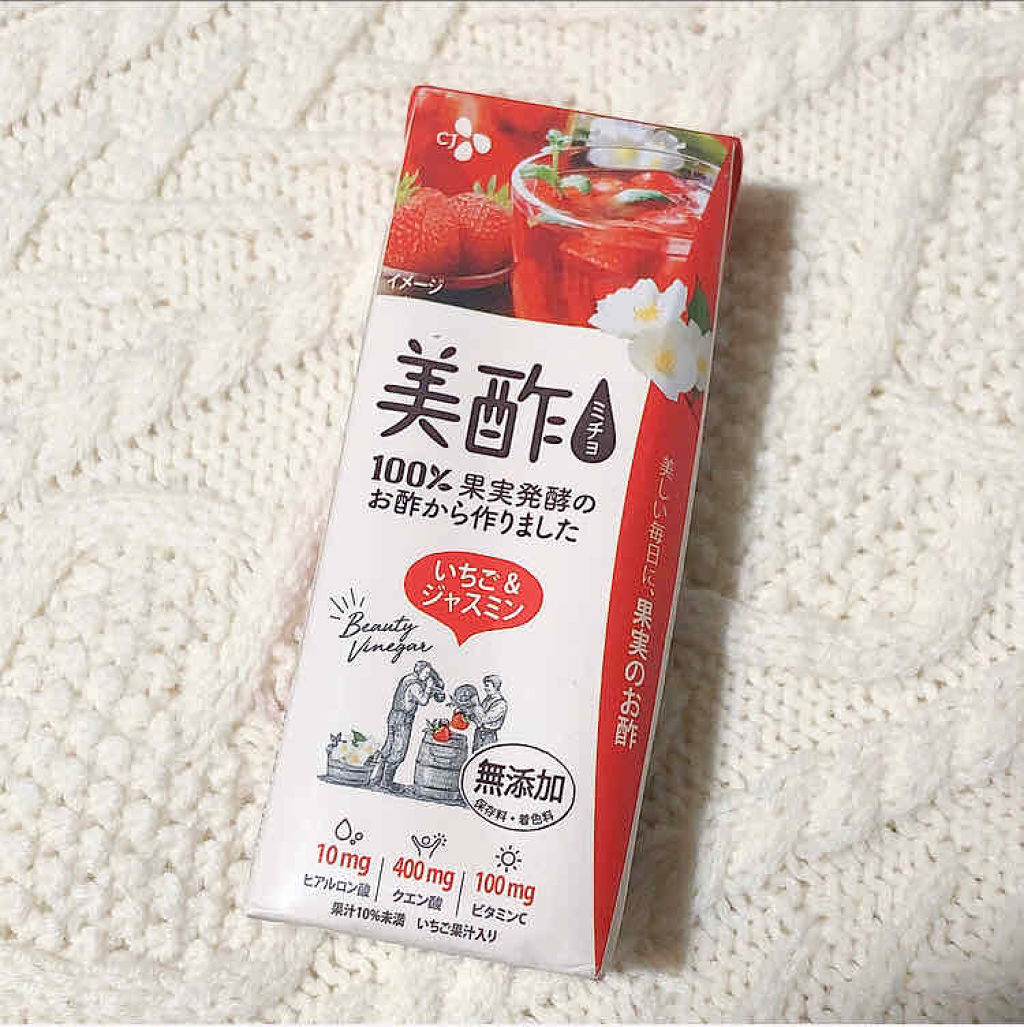 CJ
イメージ
美酢
ミチョ
100%果実発酵の
お酢から作りました
いちご&
ジャスミン
Beauty
Vinegar
美しい毎日に、果実のお酢
無添加
保存料・着色料
10mg
ヒアルロン酸
400mg
クエン酸
100mg
ビタミンC
果汁10%未満 いちご果汁入り